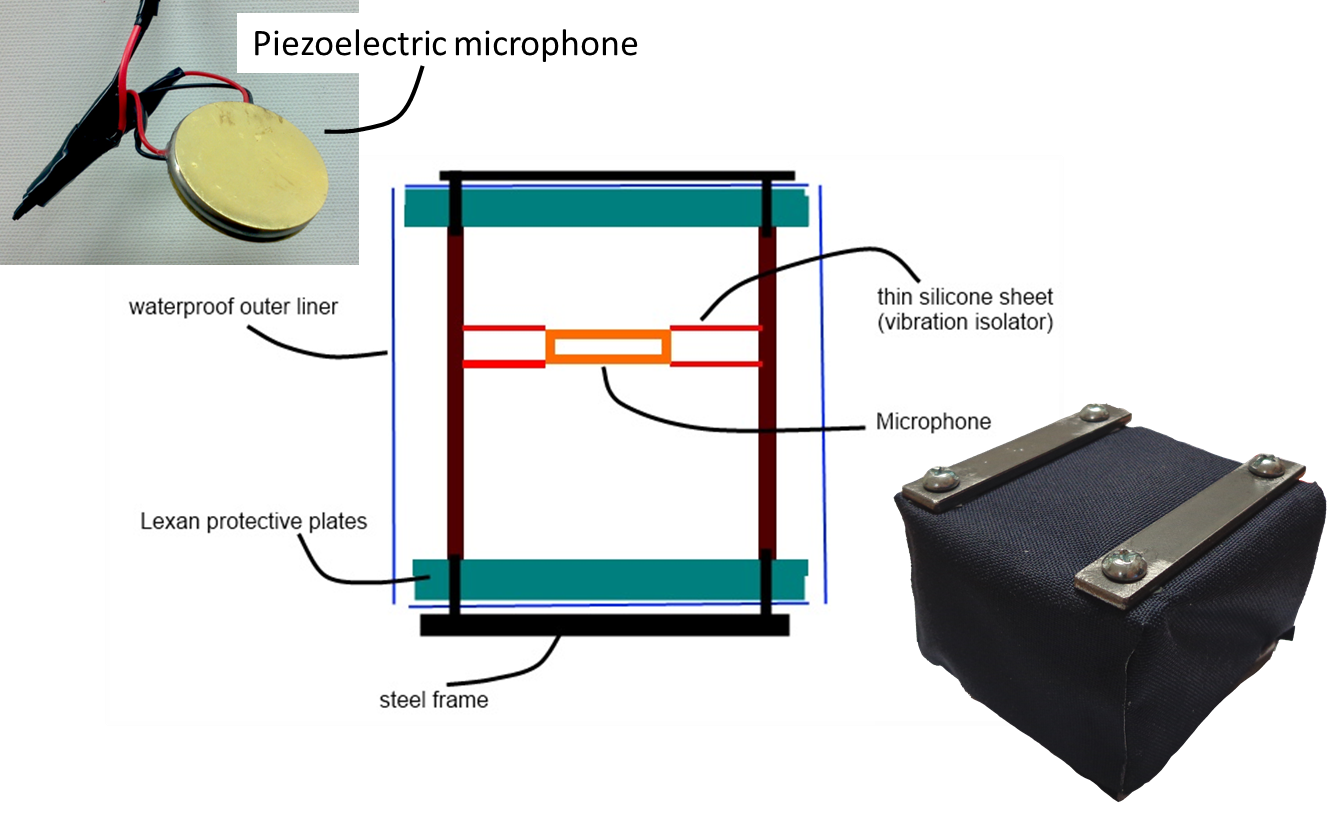 Piezoelectric microphone
waterproof outer liner
thin silicone sheet
(vibration isolator)
Microphone
Lexan protective plates
steel frame